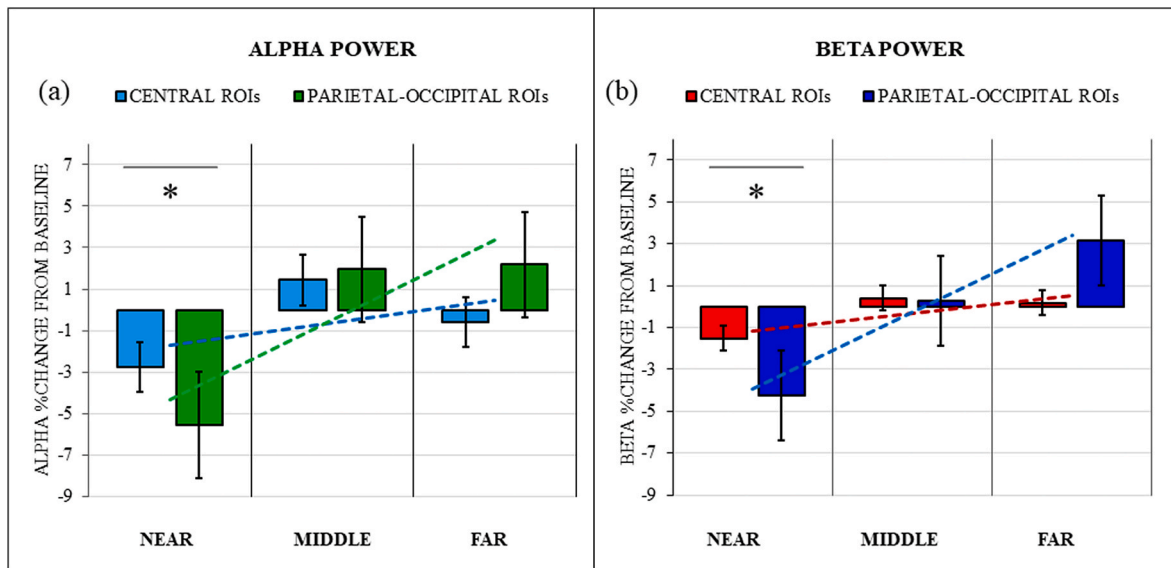 ALPHA POWER
(a)
CENTRAL ROIs PARIETAL-OCCIPITAL ROIs
ALPHA %CHANGE FROM BASELINE
7
5
3
1
-1
-3
-5
-7
-9
*
NEAR MIDDLE FAR
BETA POWER
(b)
CENTRAL ROIs PARIETAL-OCCIPITAL ROIs
BETA %CHANGE FROM BASELINE
7
5
3
1
-1
-3
-5
-7
-9
*
NEAR MIDDLE FAR